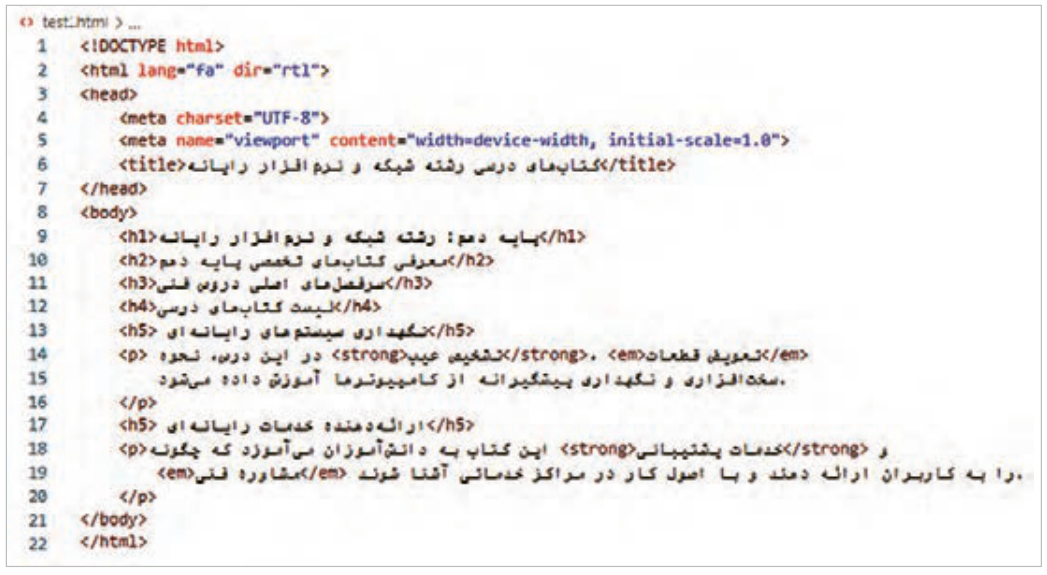 test.html > ...
1 <!DOCTYPE html>
2 <html lang="fa" dir="rtl">
3 <head>
4 <meta charset="UTF-8">
5 <meta name="viewport" content="width=device-width, initial-scale=1.0">
6 <title>کتاب‌های درسی رشته شبکه و نرم‌افزار رایانه</title>
7 </head>
8 <body>
9 <h1>پایه دهم: رشته شبکه و نرم‌افزار رایانه</h1>
10 <h2>معرفی کتاب‌های تخصصی پایه دهم</h2>
11 <h3>سرفصل‌های اصلی دروس فنی</h3>
12 <h4>لیست کتاب‌های درسی</h4>
13 <h5>نگهداری سیستم‌های رایانه‌ای</h5>
14 <p> در این درس، نحوه <strong>تشخیص عیب</strong>، <em>تعویض قطعات</em>
15 سخت‌افزاری و نگهداری پیشگیرانه از کامپیوترها آموزش داده می‌شود.
16 </p>
17 <h5>ارائه‌دهنده خدمات رایانه‌ای</h5>
18 <p>این کتاب به دانش‌آموزان می‌آموزد که چگونه <strong>خدمات پشتیبانی</strong> و
19 <em>مشاوره فنی</em> را به کاربران ارائه دهند و با اصول کار در مراکز خدماتی آشنا شوند.
20 </p>
21 </body>
22 </html>